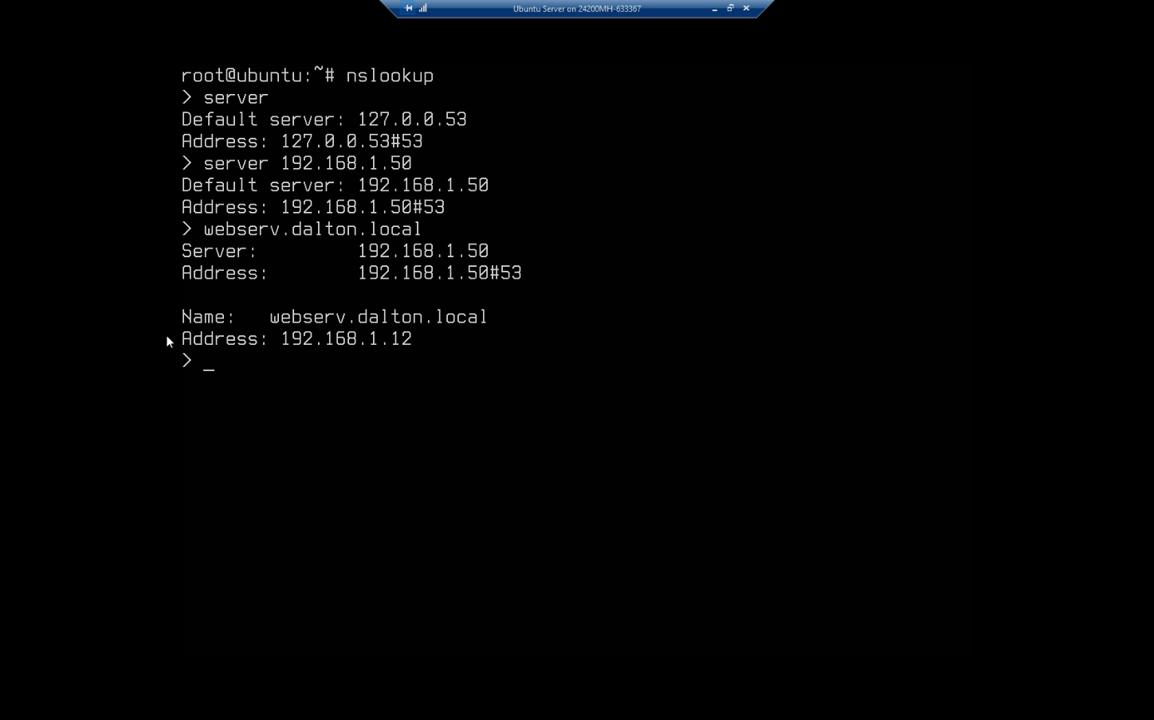 Ubuntu Server on 24200MH-633367
root@ubuntu:~# nslookup
> server
Default server: 127.0.0.53
Address: 127.0.0.53#53
> server 192.168.1.50
Default server: 192.168.1.50
Address: 192.168.1.50#53
> webserv.dalton.local
Server:         192.168.1.50
Address:        192.168.1.50#53
Name:   webserv.dalton.local
Address: 192.168.1.12
> _